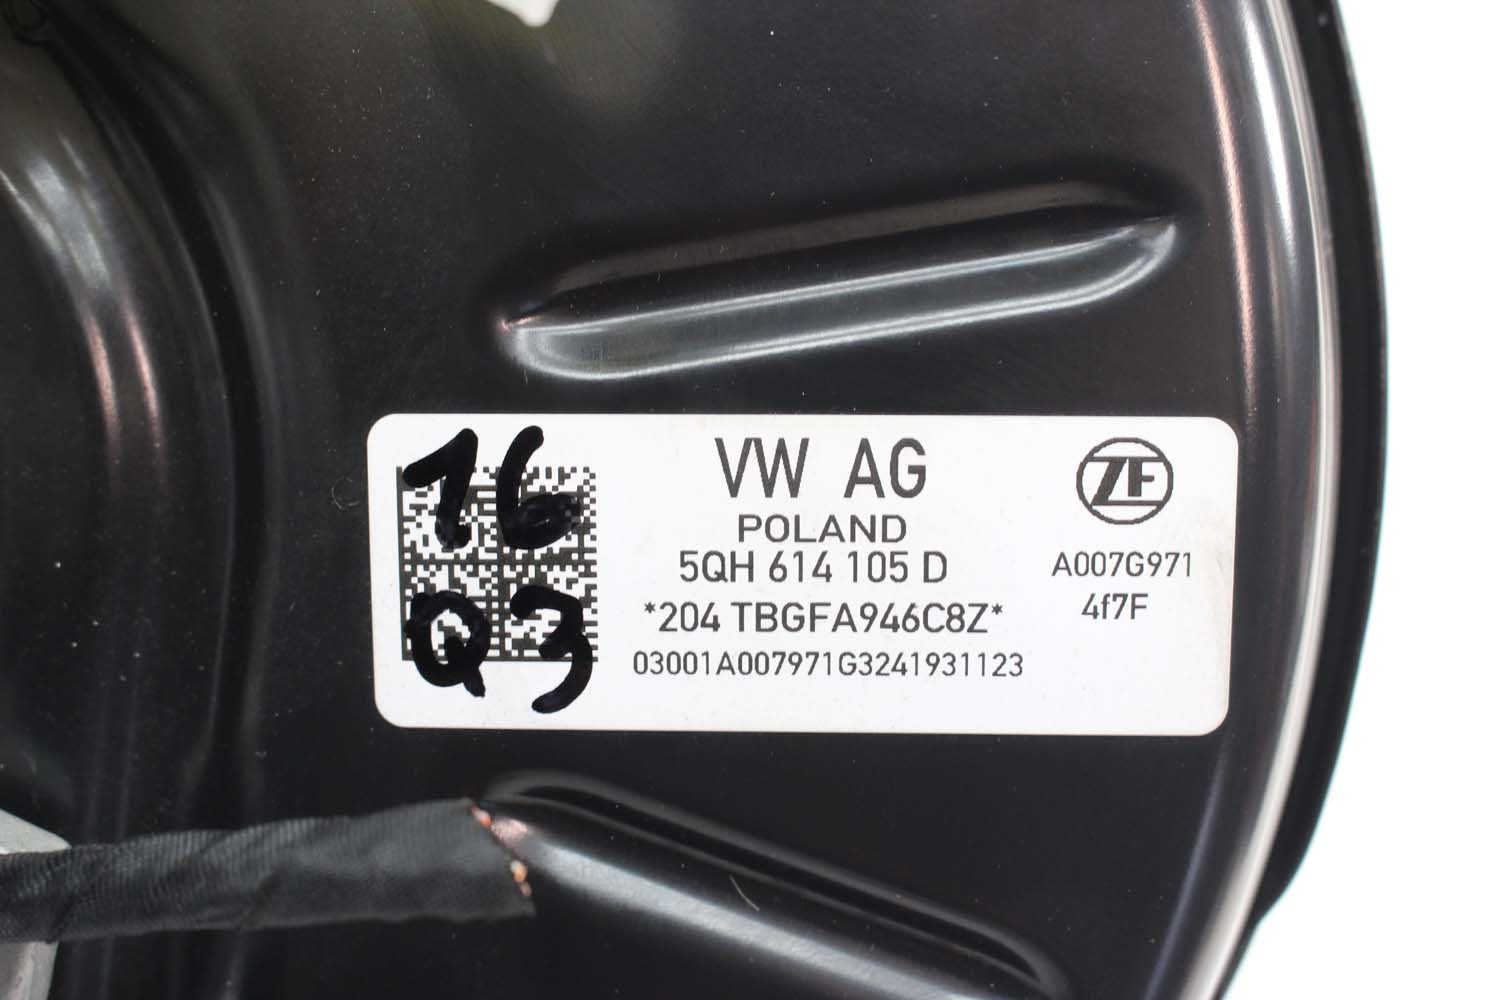 16
Q3
VW AG
POLAND
5QH 614 105 D
*204 TBGFA946C8Z*
03001A007971G3241931123
ZF
A007G971
4f7F